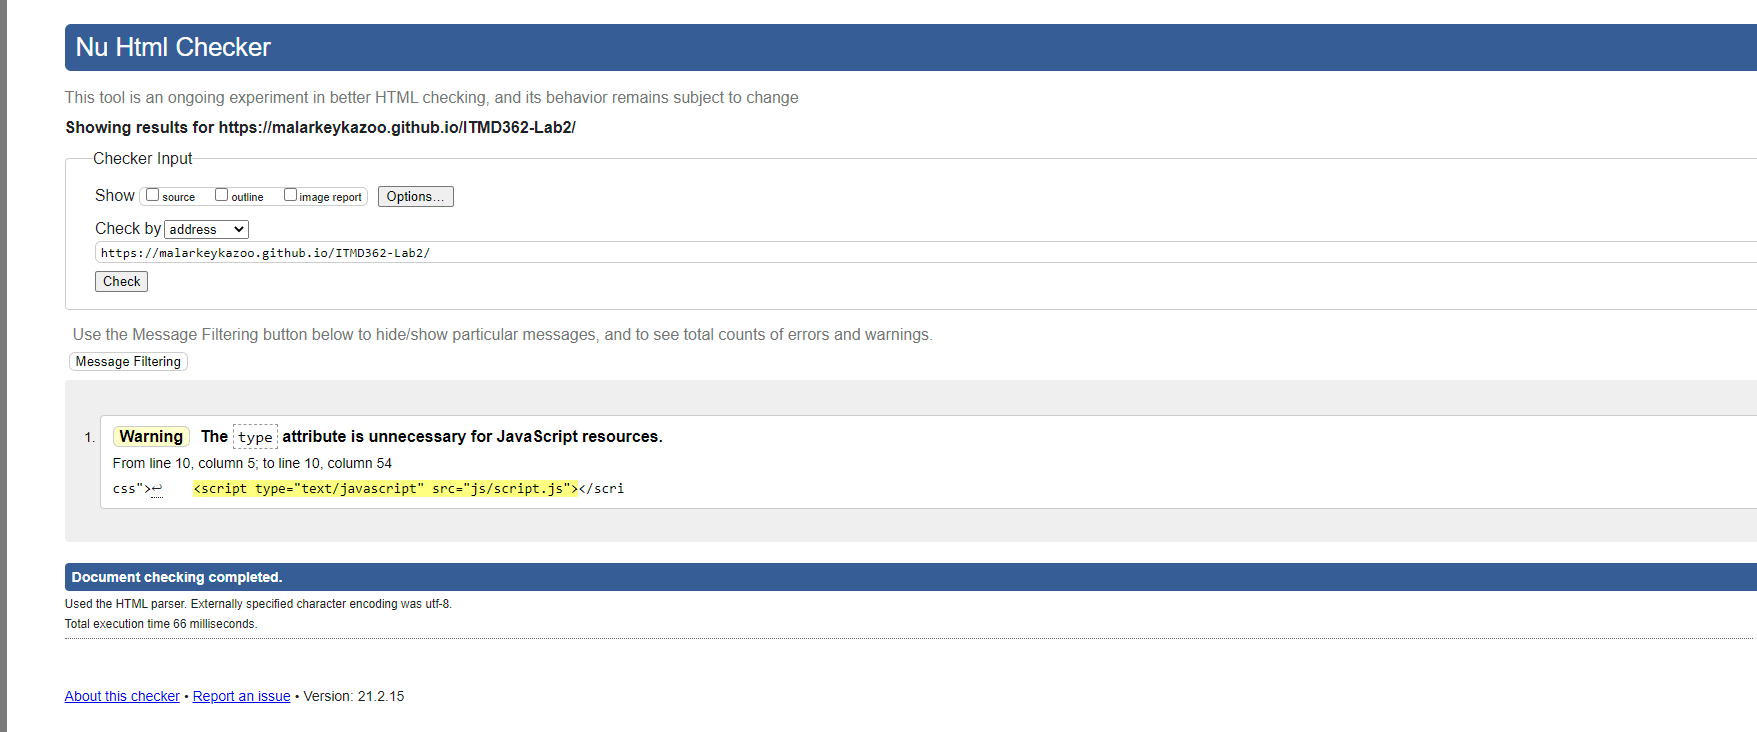 Nu Html Checker
This tool is an ongoing experiment in better HTML checking, and its behavior remains subject to change
Showing results for https://malarkeykazoo.github.io/ITMD362-Lab2/
Checker Input
Show source outline image report Options...
Check by address
https://malarkeykazoo.github.io/ITMD362-Lab2/
Check
Use the Message Filtering button below to hide/show particular messages, and to see total counts of errors and warnings.
Message Filtering
1. Warning The type attribute is unnecessary for JavaScript resources.
From line 10, column 5; to line 10, column 54
css">↩ <script type="text/javascript" src="js/script.js"></scri
Document checking completed.
Used the HTML parser. Externally specified character encoding was utf-8.
Total execution time 66 milliseconds.
About this checker • Report an issue • Version: 21.2.15